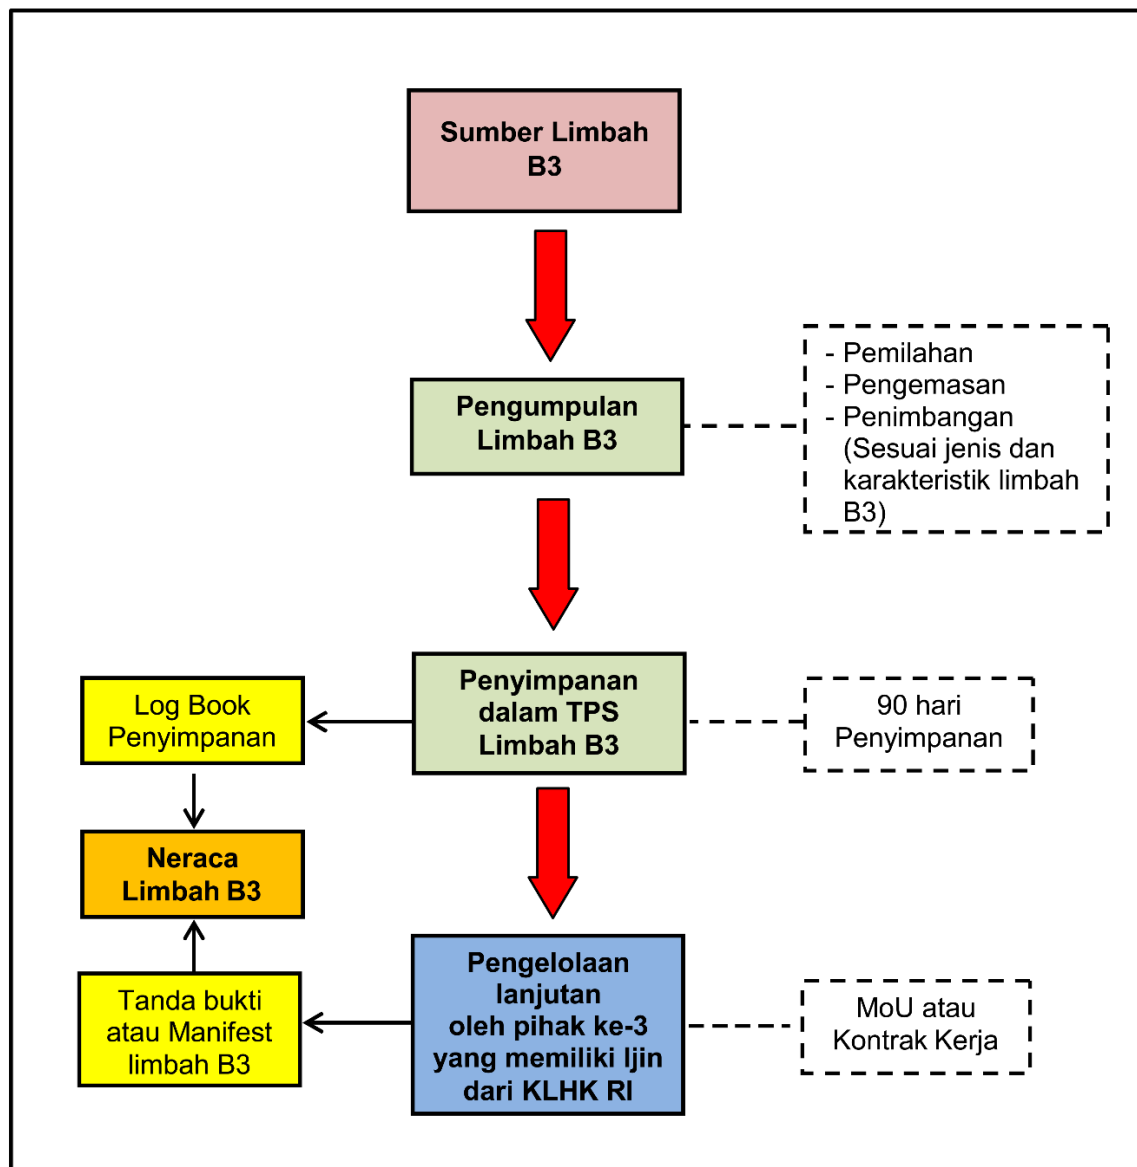 Sumber Limbah
B3
Pengumpulan
Limbah B3
- Pemilahan
- Pengemasan
- Penimbangan
(Sesuai jenis dan
karakteristik limbah
B3)
Penyimpanan
dalam TPS
Limbah B3
Log Book
Penyimpanan
90 hari
Penyimpanan
Neraca
Limbah B3
Pengelolaan
lanjutan
oleh pihak ke-3
yang memiliki Ijin
dari KLHK RI
Tanda bukti
atau Manifest
limbah B3
MoU atau
Kontrak Kerja